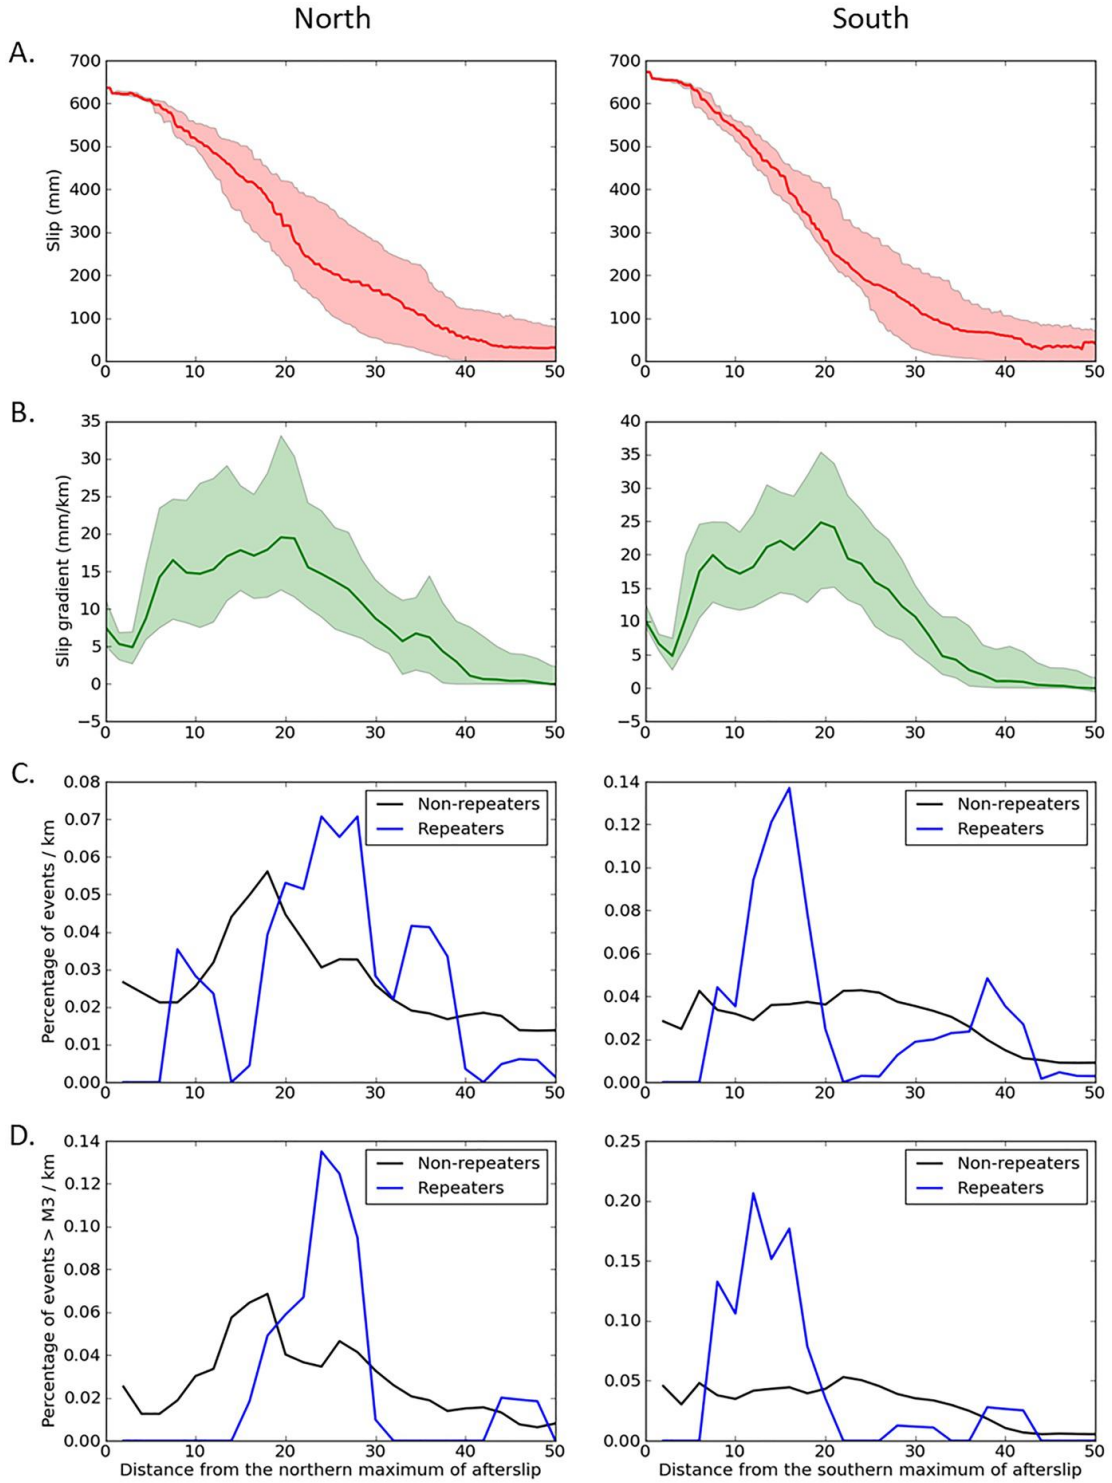 North South
A.
Slip (mm)
700 700
600 600
500 500
400 400
300 300
200 200
100 100
0 0
0 10 20 30 40 50 0 10 20 30 40 50
B.
Slip gradient (mm/km)
35 40
30 35
25 30
20 25
15 20
10 15
5 10
0 5
−5 0
−5
0 10 20 30 40 50 0 10 20 30 40 50
C.
Percentage of events / km
0.08 0.14
0.07 0.12
0.06 0.10
0.05 0.08
0.04 0.06
0.03 0.04
0.02 0.02
0.01 0.00
0.00
Non-repeaters Non-repeaters
Repeaters Repeaters
0 10 20 30 40 50 0 10 20 30 40 50
D.
Percentage of events > M3 / km
0.14 0.25
0.12 0.20
0.10 0.15
0.08 0.10
0.06 0.05
0.04 0.00
0.02
0.00
Non-repeaters Non-repeaters
Repeaters Repeaters
0 10 20 30 40 50 0 10 20 30 40 50
Distance from the northern maximum of afterslip Distance from the southern maximum of afterslip